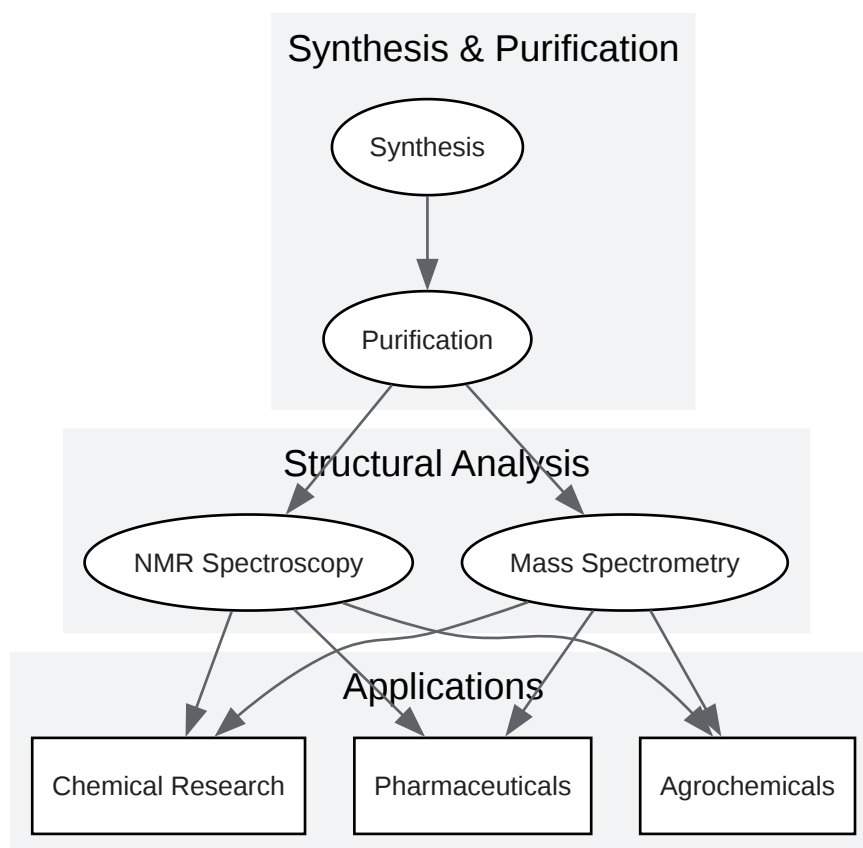 Synthesis & Purification
Synthesis
Purification
Structural Analysis
NMR Spectroscopy
Mass Spectrometry
Applications
Chemical Research
Pharmaceuticals
Agrochemicals